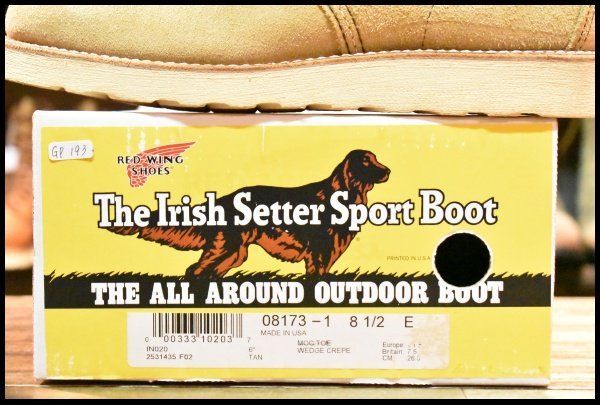 GP 193
RED WING
SHOES
The Irish Setter Sport Boot
PRINTED IN U.S.A.
THE ALL AROUND OUTDOOR BOOT
08173-1 8 1/2 E
MADE IN USA
0 00333 10203 7
IN020 6" MOC TOE Europe
2531435 F02 TAN WEDGE CREPE Britain 7.5
CM. 26.5